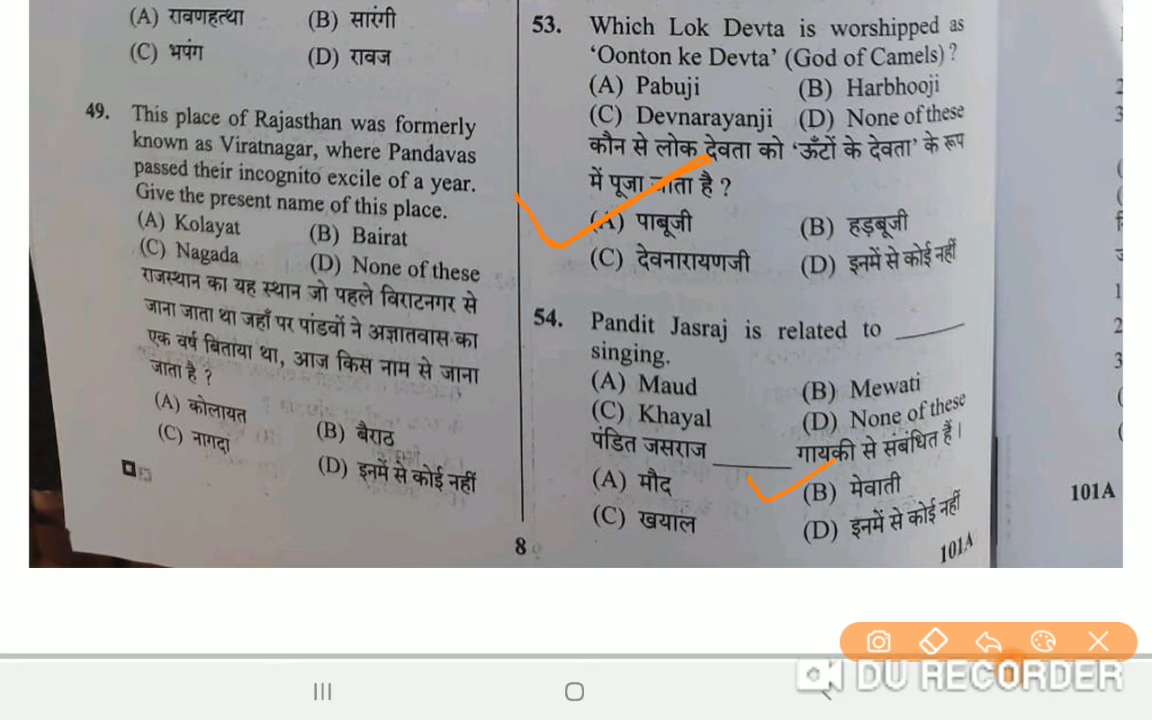 (A) रावणहत्था (B) सारंगी
(C) भपंग (D) रावज
49. This place of Rajasthan was formerly
known as Viratnagar, where Pandavas
passed their incognito excile of a year.
Give the present name of this place.
(A) Kolayat (B) Bairat
(C) Nagada (D) None of these
राजस्थान का यह स्थान जो पहले विराटनगर से
जाना जाता था जहाँ पर पांडवों ने अज्ञातवास का
एक वर्ष बिताया था, आज किस नाम से जाना
जाता है ?
(A) कोलायत (B) बैराठ
(C) नागदा (D) इनमें से कोई नहीं
53. Which Lok Devta is worshipped as
‘Oonton ke Devta’ (God of Camels) ?
(A) Pabuji (B) Harbhooji
(C) Devnarayanji (D) None of these
कौन से लोक देवता को ‘ऊँटों के देवता’ के रूप
में पूजा जाता है ?
(A) पाबूजी (B) हड़बूजी
(C) देवनारायणजी (D) इनमें से कोई नहीं
54. Pandit Jasraj is related to ______
singing.
(A) Maud (B) Mewati
(C) Khayal (D) None of these
पंडित जसराज ______ गायकी से संबंधित हैं।
(A) मौद (B) मेवाती
(C) खयाल (D) इनमें से कोई नहीं
8
101A
101A
DU RECORDER